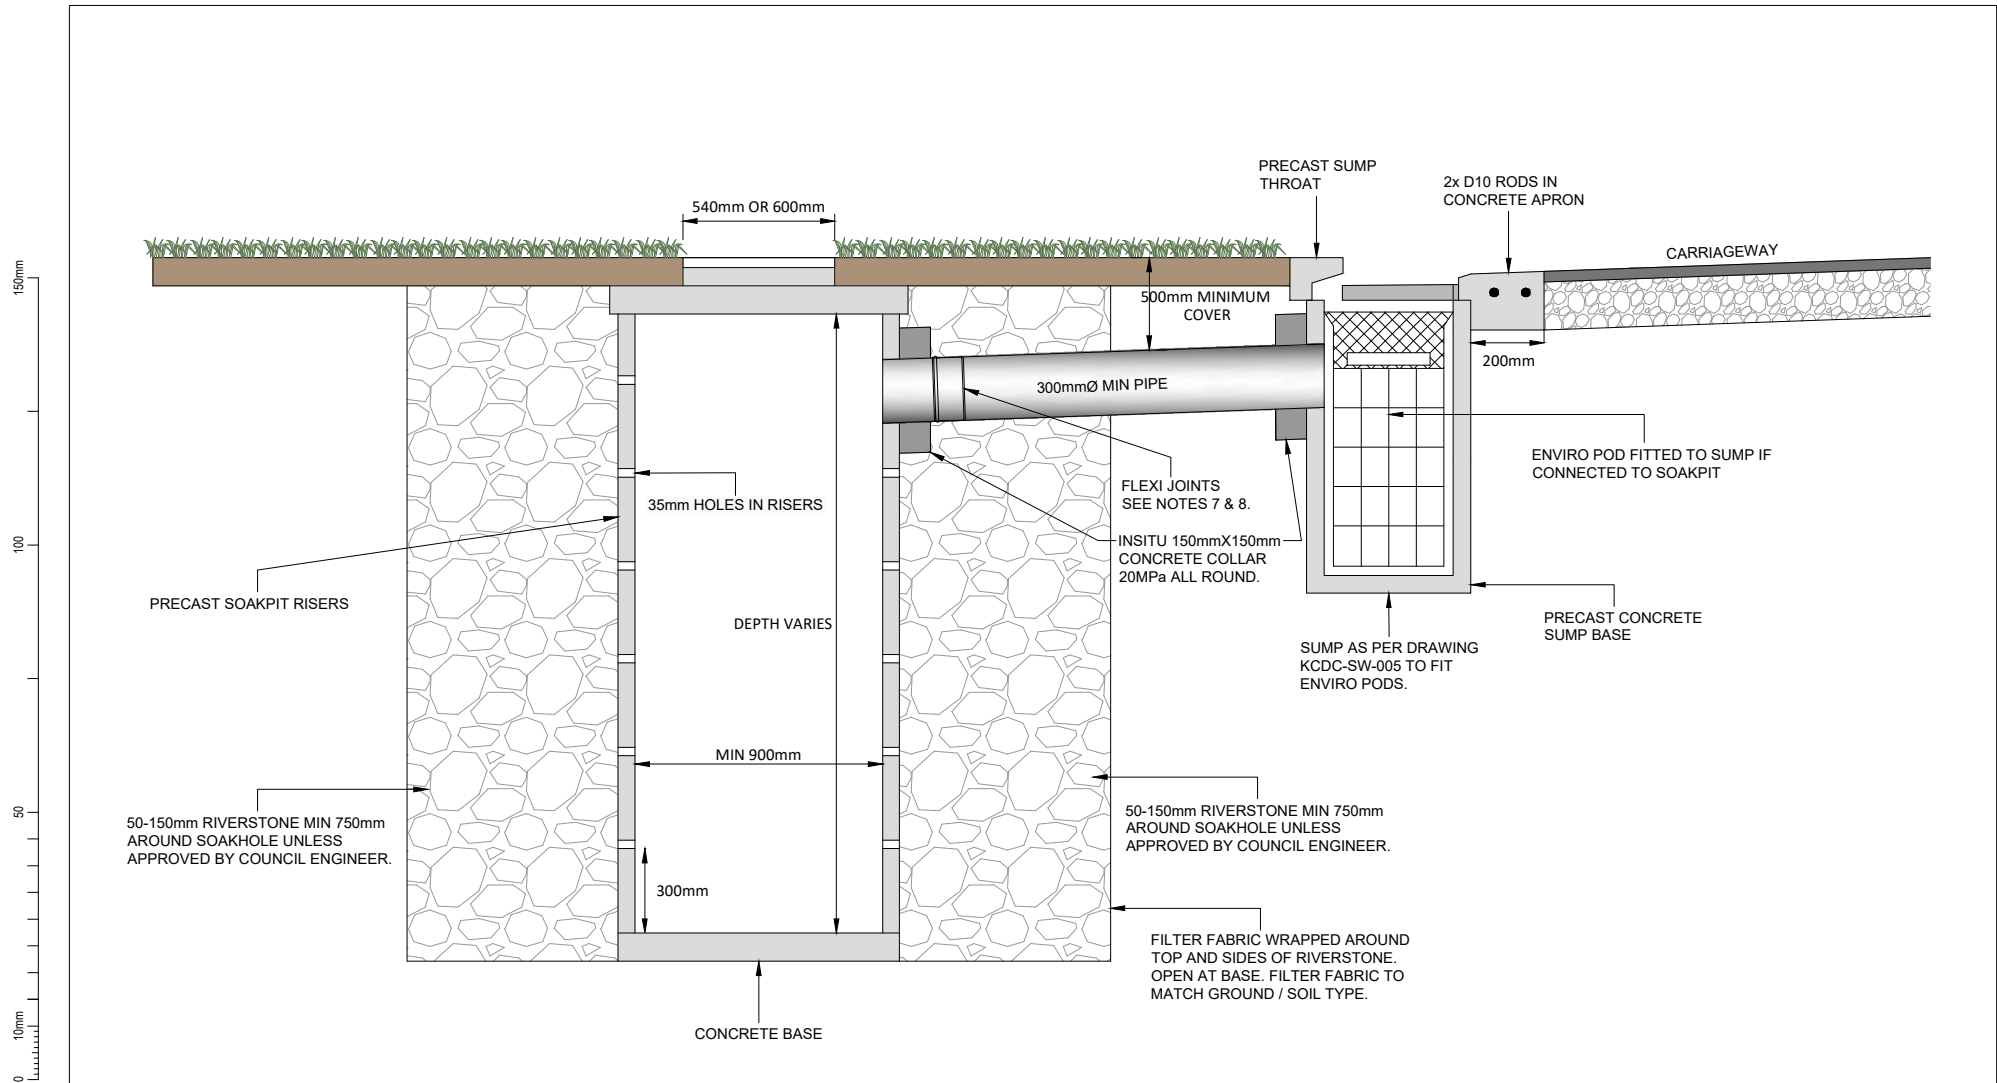 PRECAST SUMP
THROAT
2x D10 RODS IN
CONCRETE APRON
540mm OR 600mm
CARRIAGEWAY
150mm
500mm MINIMUM
COVER
200mm
300mmØ MIN PIPE
ENVIRO POD FITTED TO SUMP IF
CONNECTED TO SOAKPIT
FLEXI JOINTS
SEE NOTES 7 & 8.
35mm HOLES IN RISERS
100
INSITU 150mmX150mm
CONCRETE COLLAR
20MPa ALL ROUND.
PRECAST SOAKPIT RISERS
DEPTH VARIES
PRECAST CONCRETE
SUMP BASE
SUMP AS PER DRAWING
KCDC-SW-005 TO FIT
ENVIRO PODS.
MIN 900mm
50
50-150mm RIVERSTONE MIN 750mm
AROUND SOAKHOLE UNLESS
APPROVED BY COUNCIL ENGINEER.
50-150mm RIVERSTONE MIN 750mm
AROUND SOAKHOLE UNLESS
APPROVED BY COUNCIL ENGINEER.
300mm
FILTER FABRIC WRAPPED AROUND
TOP AND SIDES OF RIVERSTONE.
OPEN AT BASE. FILTER FABRIC TO
MATCH GROUND / SOIL TYPE.
10mm
CONCRETE BASE
0